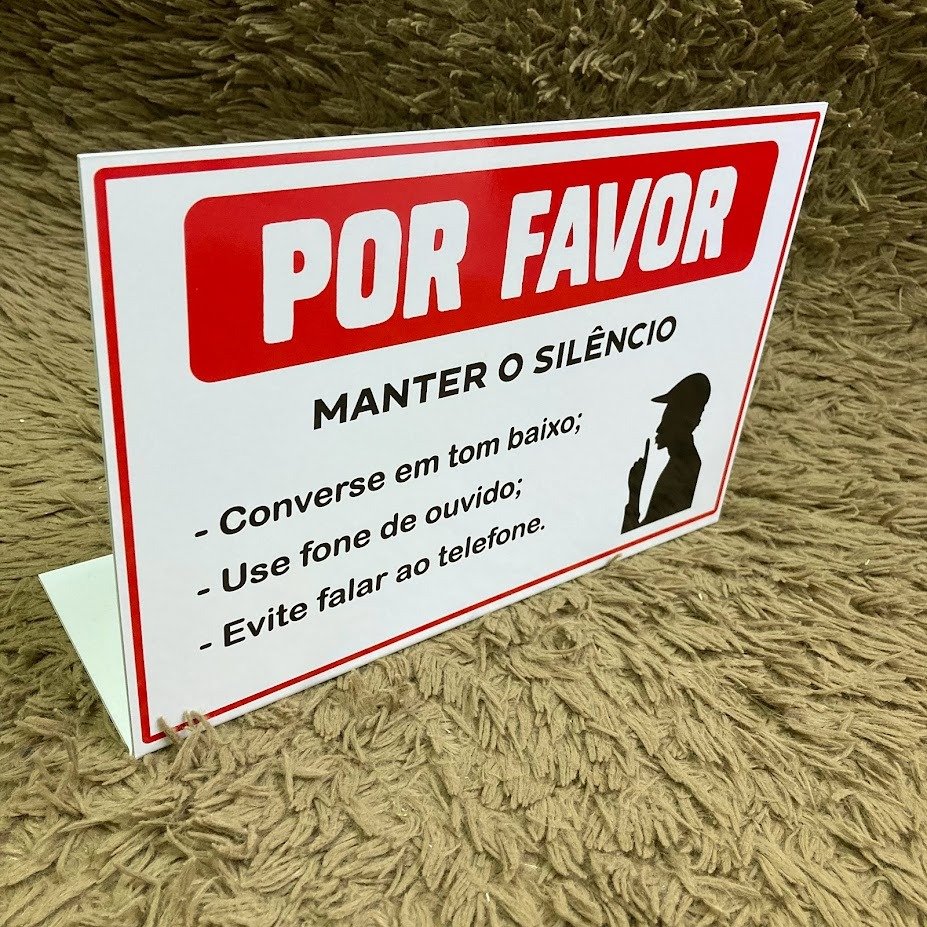 POR FAVOR
MANTER O SILÊNCIO
- Converse em tom baixo;
- Use fone de ouvido;
- Evite falar ao telefone.